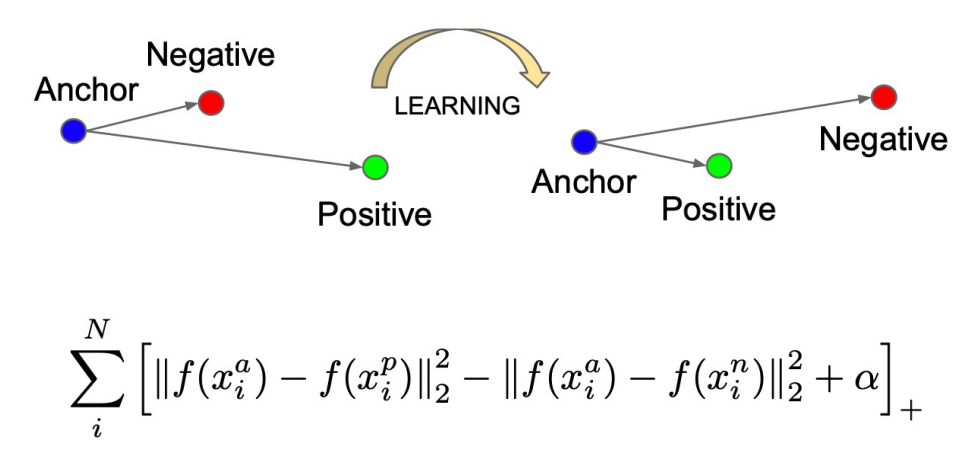 Negative
Anchor
LEARNING
Positive
Negative
Anchor
Positive
\sum_{i}^{N} \left[ \|f(x_i^a) - f(x_i^p)\|_2^2 - \|f(x_i^a) - f(x_i^n)\|_2^2 + \alpha \right]_+